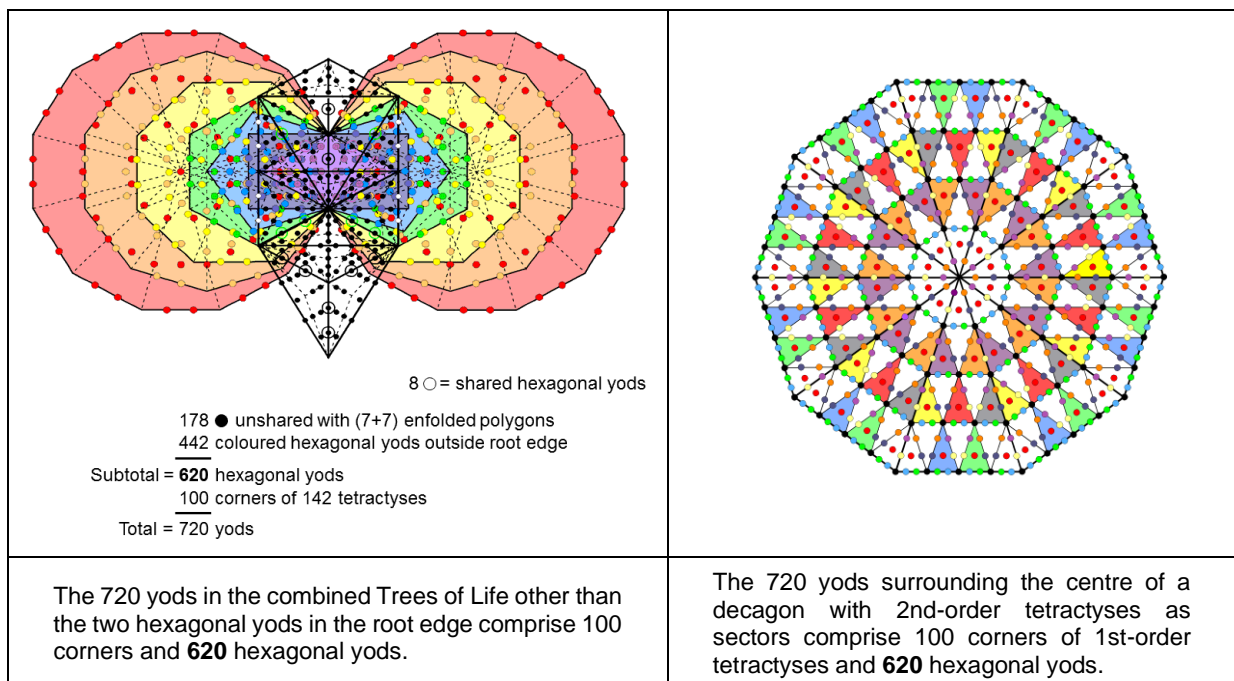 8 ○ = shared hexagonal yods
178 ● unshared with (7+7) enfolded polygons
442 coloured hexagonal yods outside root edge
Subtotal = 620 hexagonal yods
100 corners of 142 tetractyses
Total = 720 yods
The 720 yods in the combined Trees of Life other than
the two hexagonal yods in the root edge comprise 100
corners and 620 hexagonal yods.
The 720 yods surrounding the centre of a
decagon with 2nd-order tetractyses as
sectors comprise 100 corners of 1st-order
tetractyses and 620 hexagonal yods.